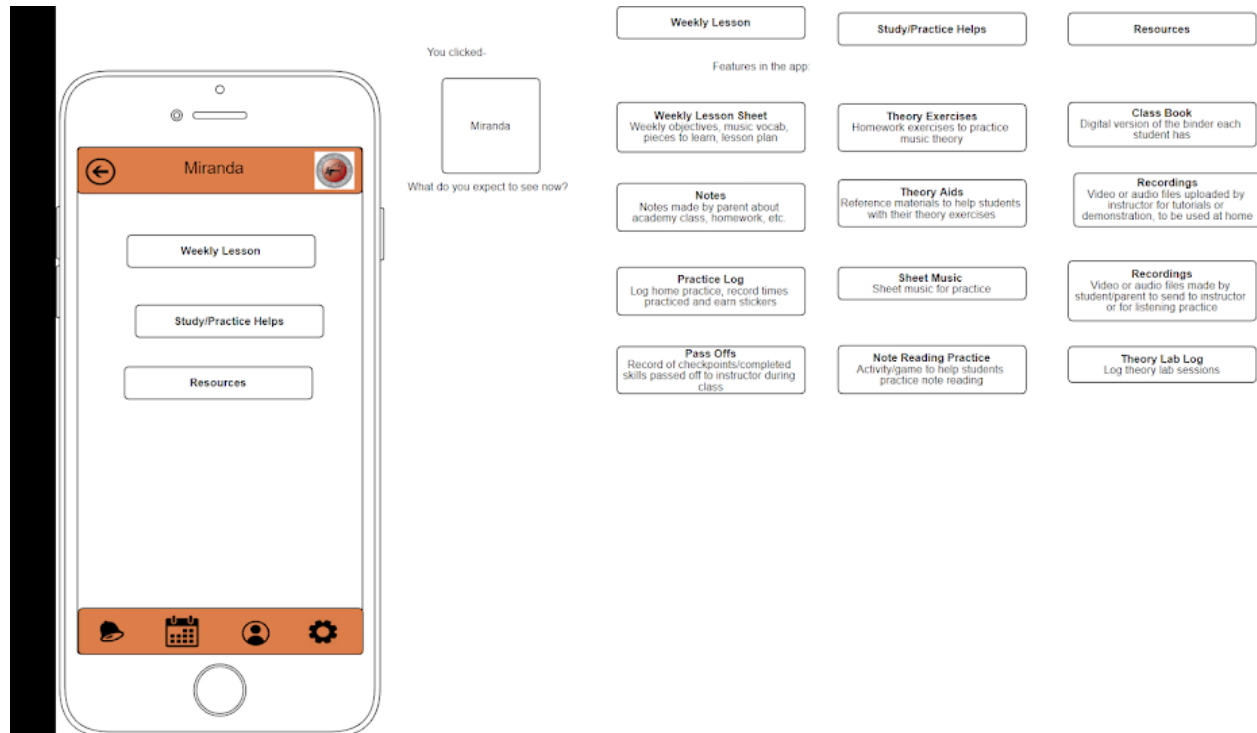 Miranda
Weekly Lesson
Study/Practice Helps
Resources
You clicked-
Miranda
What do you expect to see now?
Weekly Lesson
Study/Practice Helps
Resources
Features in the app:
Weekly Lesson Sheet
Weekly objectives, music vocab,
pieces to learn, lesson plan
Theory Exercises
Homework exercises to practice
music theory
Class Book
Digital version of the binder each
student has
Notes
Notes made by parent about
academy class, homework, etc.
Theory Aids
Reference materials to help students
with their theory exercises
Recordings
Video or audio files uploaded by
instructor for tutorials or
demonstration, to be used at home
Practice Log
Log home practice, record times
practiced and earn stickers
Sheet Music
Sheet music for practice
Recordings
Video or audio files made by
student/parent to send to instructor
or for listening practice
Pass Offs
Record of checkpoints/completed
skills passed off to instructor during
class
Note Reading Practice
Activity/game to help students
practice note reading
Theory Lab Log
Log theory lab sessions